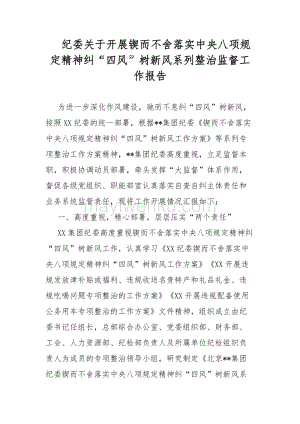 纪委关于开展锲而不舍落实中央八项规
定精神纠“四风”树新风系列整治监督工
作报告
为进一步深化作风建设，驰而不息纠“四风”树新风，
按照XX纪委的统一部署，根据**集团纪委《锲而不舍落实
中央八项规定精神纠“四风”树新风工作方案》等系列专
项整治工作方案精神，**集团纪委高度重视，立足监督本
职，积极协调动员部署，牵头发挥“大监督”体系作用，
督促各级党组织、职能部室认真落实自查自纠主体责任和
业务系统监管责任，现将工作开展情况汇报如下：
一、高度重视，精心部署，层层压实“两个责任”
XX集团纪委高度重视锲而不舍落实中央八项规定精神纠
“四风”树新风工作，认真学习《XX纪委锲而不舍落实中
央八项规定精神纠“四风”树新风工作方案》《XX开展违
规发放津补贴或福利、违规收送名贵特产和礼品礼金、违
规吃喝问题专项整治的工作方案》《XX开展违规配备使用
公务用车专项整治的工作方案》文件精神，组织成立由纪
委书记任组长，总部综合办公室、党委组织部、财务部、
工会、人力资源部、纪检部负责人及所属单位纪检组织负
责人为成员的专项整治领导小组，研究制定《北京**集团
纪委锲而不舍落实中央八项规定精神纠“四风”树新风系